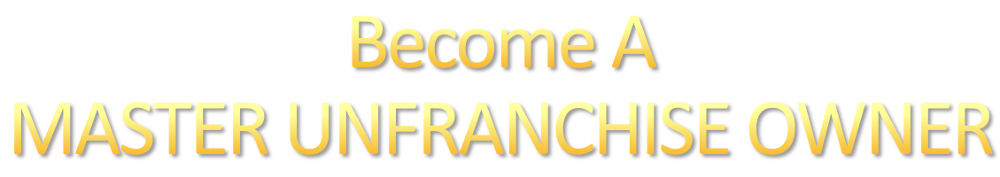 Become A
MASTER UNFRANCHISE OWNER